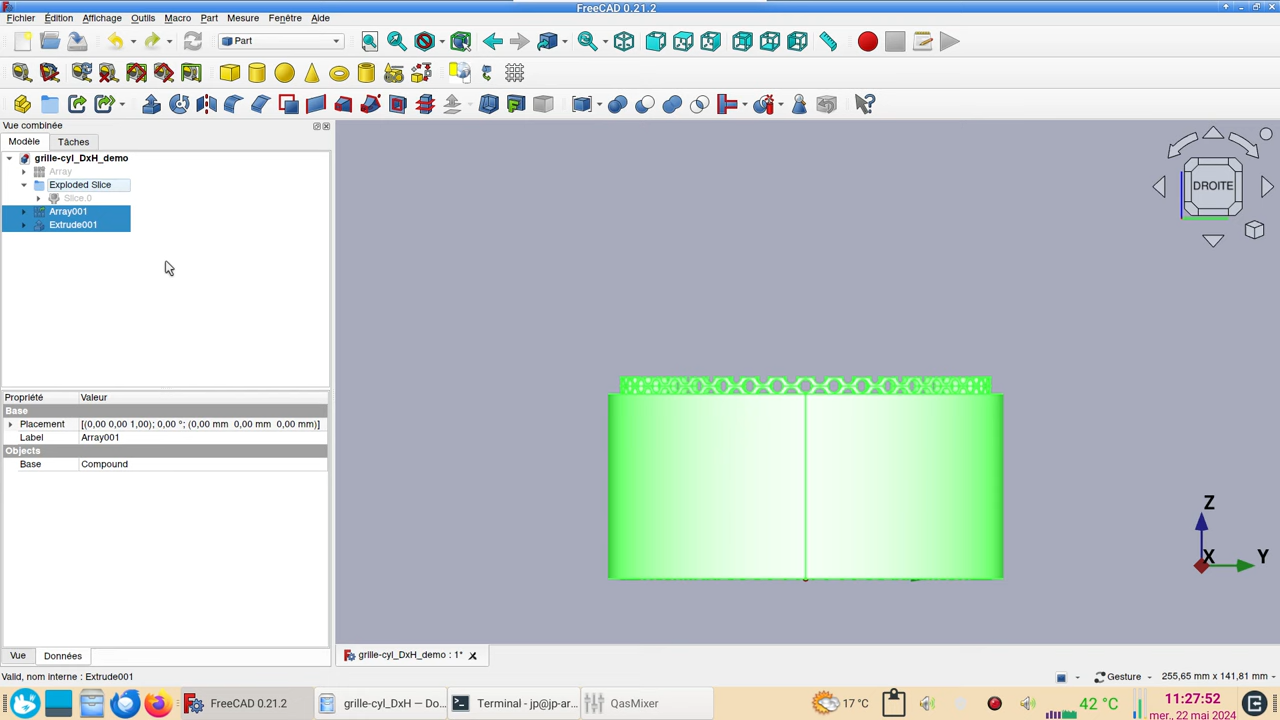 FreeCAD 0.21.2
Fichier Édition Affichage Outils Macro Part Mesure Fenêtre Aide
Part
Vue combinée
Modèle Tâches
grille-cyl_DxH_demo
Array
Exploded Slice
Slice.0
Array001
Extrude001
DROITE
Propriété Valeur
Base
Placement [(0,00 0,00 1,00); 0,00 °; (0,00 mm 0,00 mm 0,00 mm)]
Label Array001
Objects
Base Compound
Z
X Y
Vue Données
grille-cyl_DxH_demo : 1*
Valid, nom interne : Extrude001
Gesture 255,65 mm x 141,81 mm
FreeCAD 0.21.2
grille-cyl_DxH — Do...
Terminal - jp@jp-ar...
QasMixer
17 °C
42 °C
11:27:52
mer., 22 mai 2024